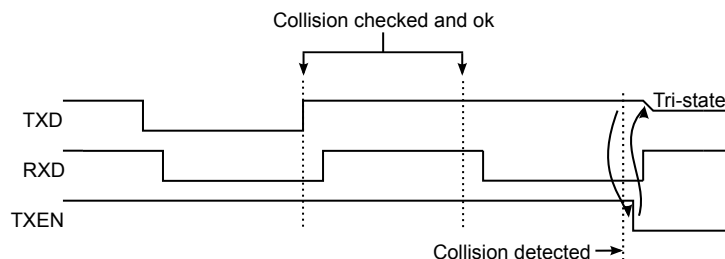 Collision checked and ok
Tri-state
TXD
RXD
TXEN
Collision detected